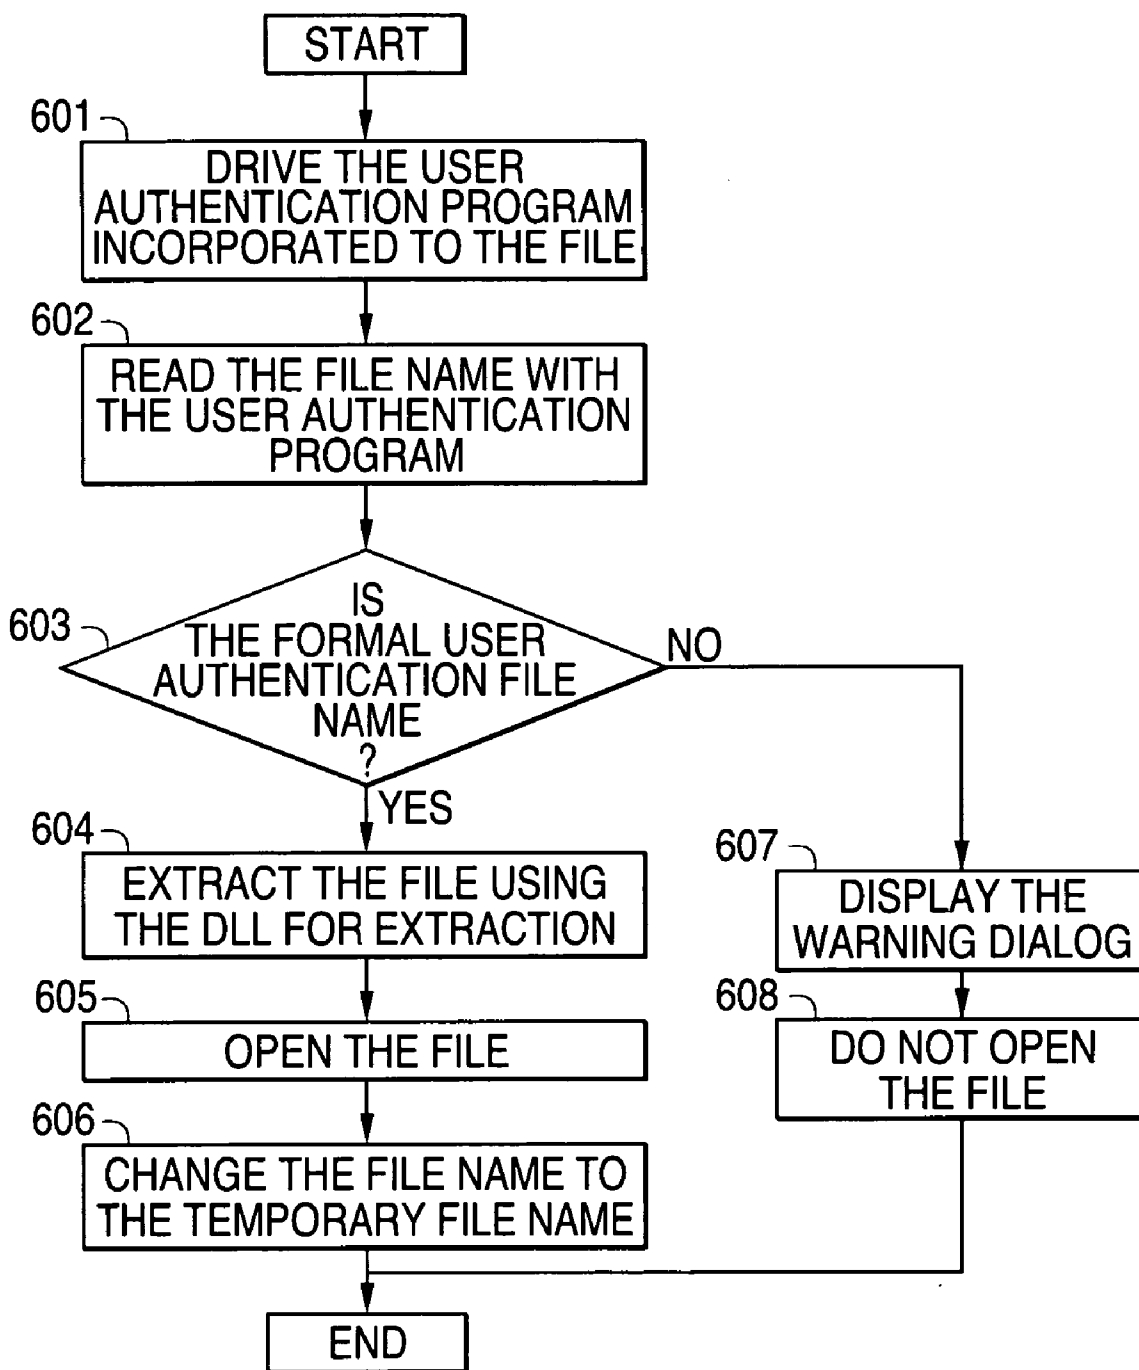 START
601
DRIVE THE USER
AUTHENTICATION PROGRAM
INCORPORATED TO THE FILE
602
READ THE FILE NAME WITH
THE USER AUTHENTICATION
PROGRAM
603
IS
THE FORMAL USER
AUTHENTICATION FILE
NAME
?
NO
YES
604
EXTRACT THE FILE USING
THE DLL FOR EXTRACTION
605
OPEN THE FILE
606
CHANGE THE FILE NAME TO
THE TEMPORARY FILE NAME
607
DISPLAY THE
WARNING DIALOG
608
DO NOT OPEN
THE FILE
END